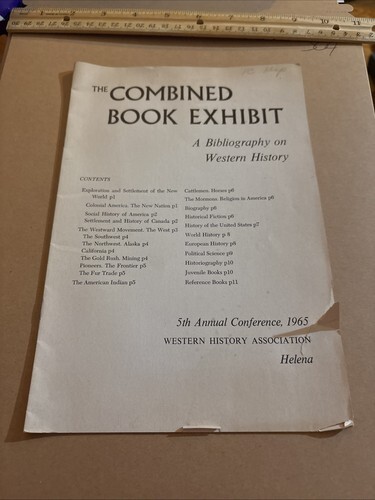 THE COMBINED
BOOK EXHIBIT
A Bibliography on
Western History
CONTENTS
Exploration and Settlement of the New
World p1
Colonial America. The New Nation p1
Social History of America p2
Settlement and History of Canada p2
The Westward Movement. The West p3
The Southwest p4
The Northwest. Alaska p4
California p4
The Gold Rush. Mining p4
Pioneers. The Frontier p5
The Fur Trade p5
The American Indian p5
Cattlemen. Horses p6
The Mormons. Religion in America p6
Biography p6
Historical Fiction p6
History of the United States p7
World History p 8
European History p8
Political Science p9
Historiography p10
Juvenile Books p10
Reference Books p11
5th Annual Conference, 1965
WESTERN HISTORY ASSOCIATION
Helena